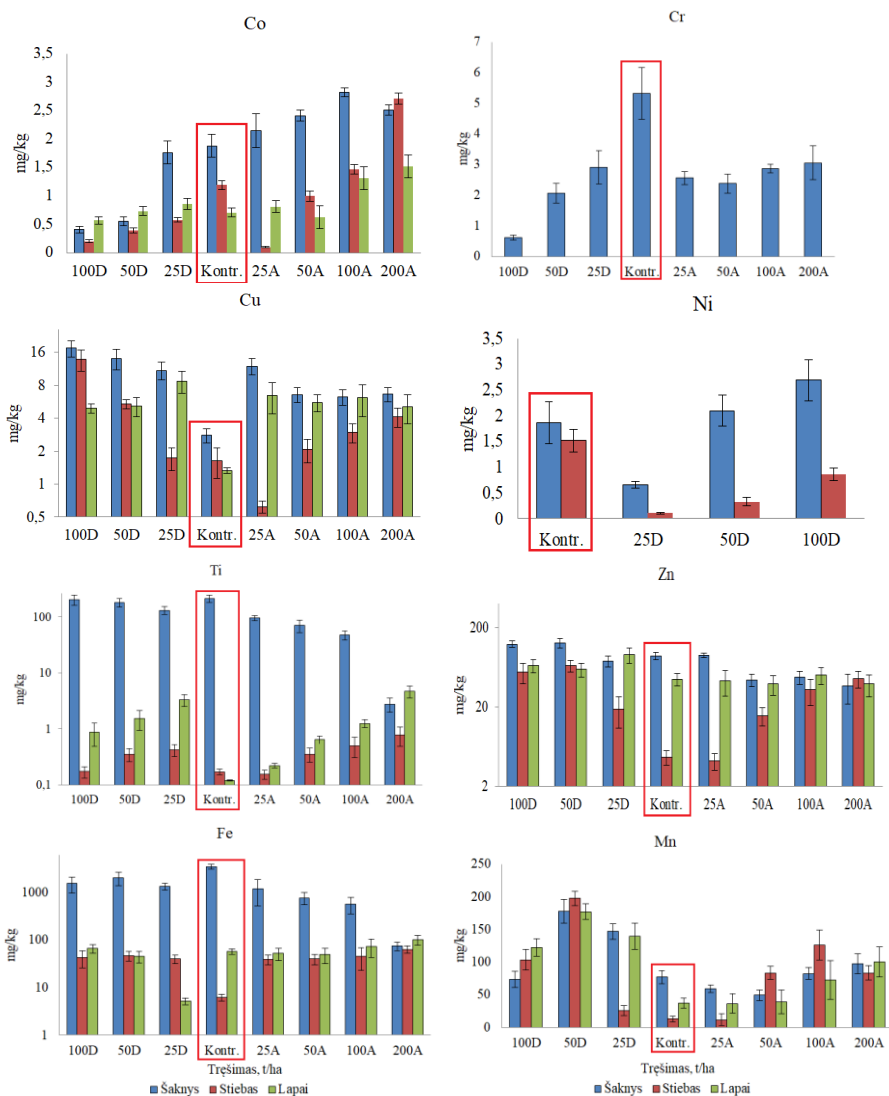 Co
3,5
3
2,5
2
1,5
1
0,5
0
mg/kg
100D 50D 25D Kontr. 25A 50A 100A 200A
Cr
7
6
5
4
3
2
1
0
mg/kg
100D 50D 25D Kontr. 25A 50A 100A 200A
Cu
16
8
4
2
1
0,5
mg/kg
100D 50D 25D Kontr. 25A 50A 100A 200A
Ni
3,5
3
2,5
2
1,5
1
0,5
0
mg/kg
Kontr. 25D 50D 100D
Ti
100
10
1
0,1
mg/kg
100D 50D 25D Kontr. 25A 50A 100A 200A
Zn
200
20
2
mg/kg
100D 50D 25D Kontr. 25A 50A 100A 200A
Fe
1000
100
10
1
mg/kg
100D 50D 25D Kontr. 25A 50A 100A 200A
Tręšimas, t/ha
Šaknys Stiebas Lapai
Mn
250
200
150
100
50
0
mg/kg
100D 50D 25D Kontr. 25A 50A 100A 200A
Tręšimas, t/ha
Šaknys Stiebas Lapai